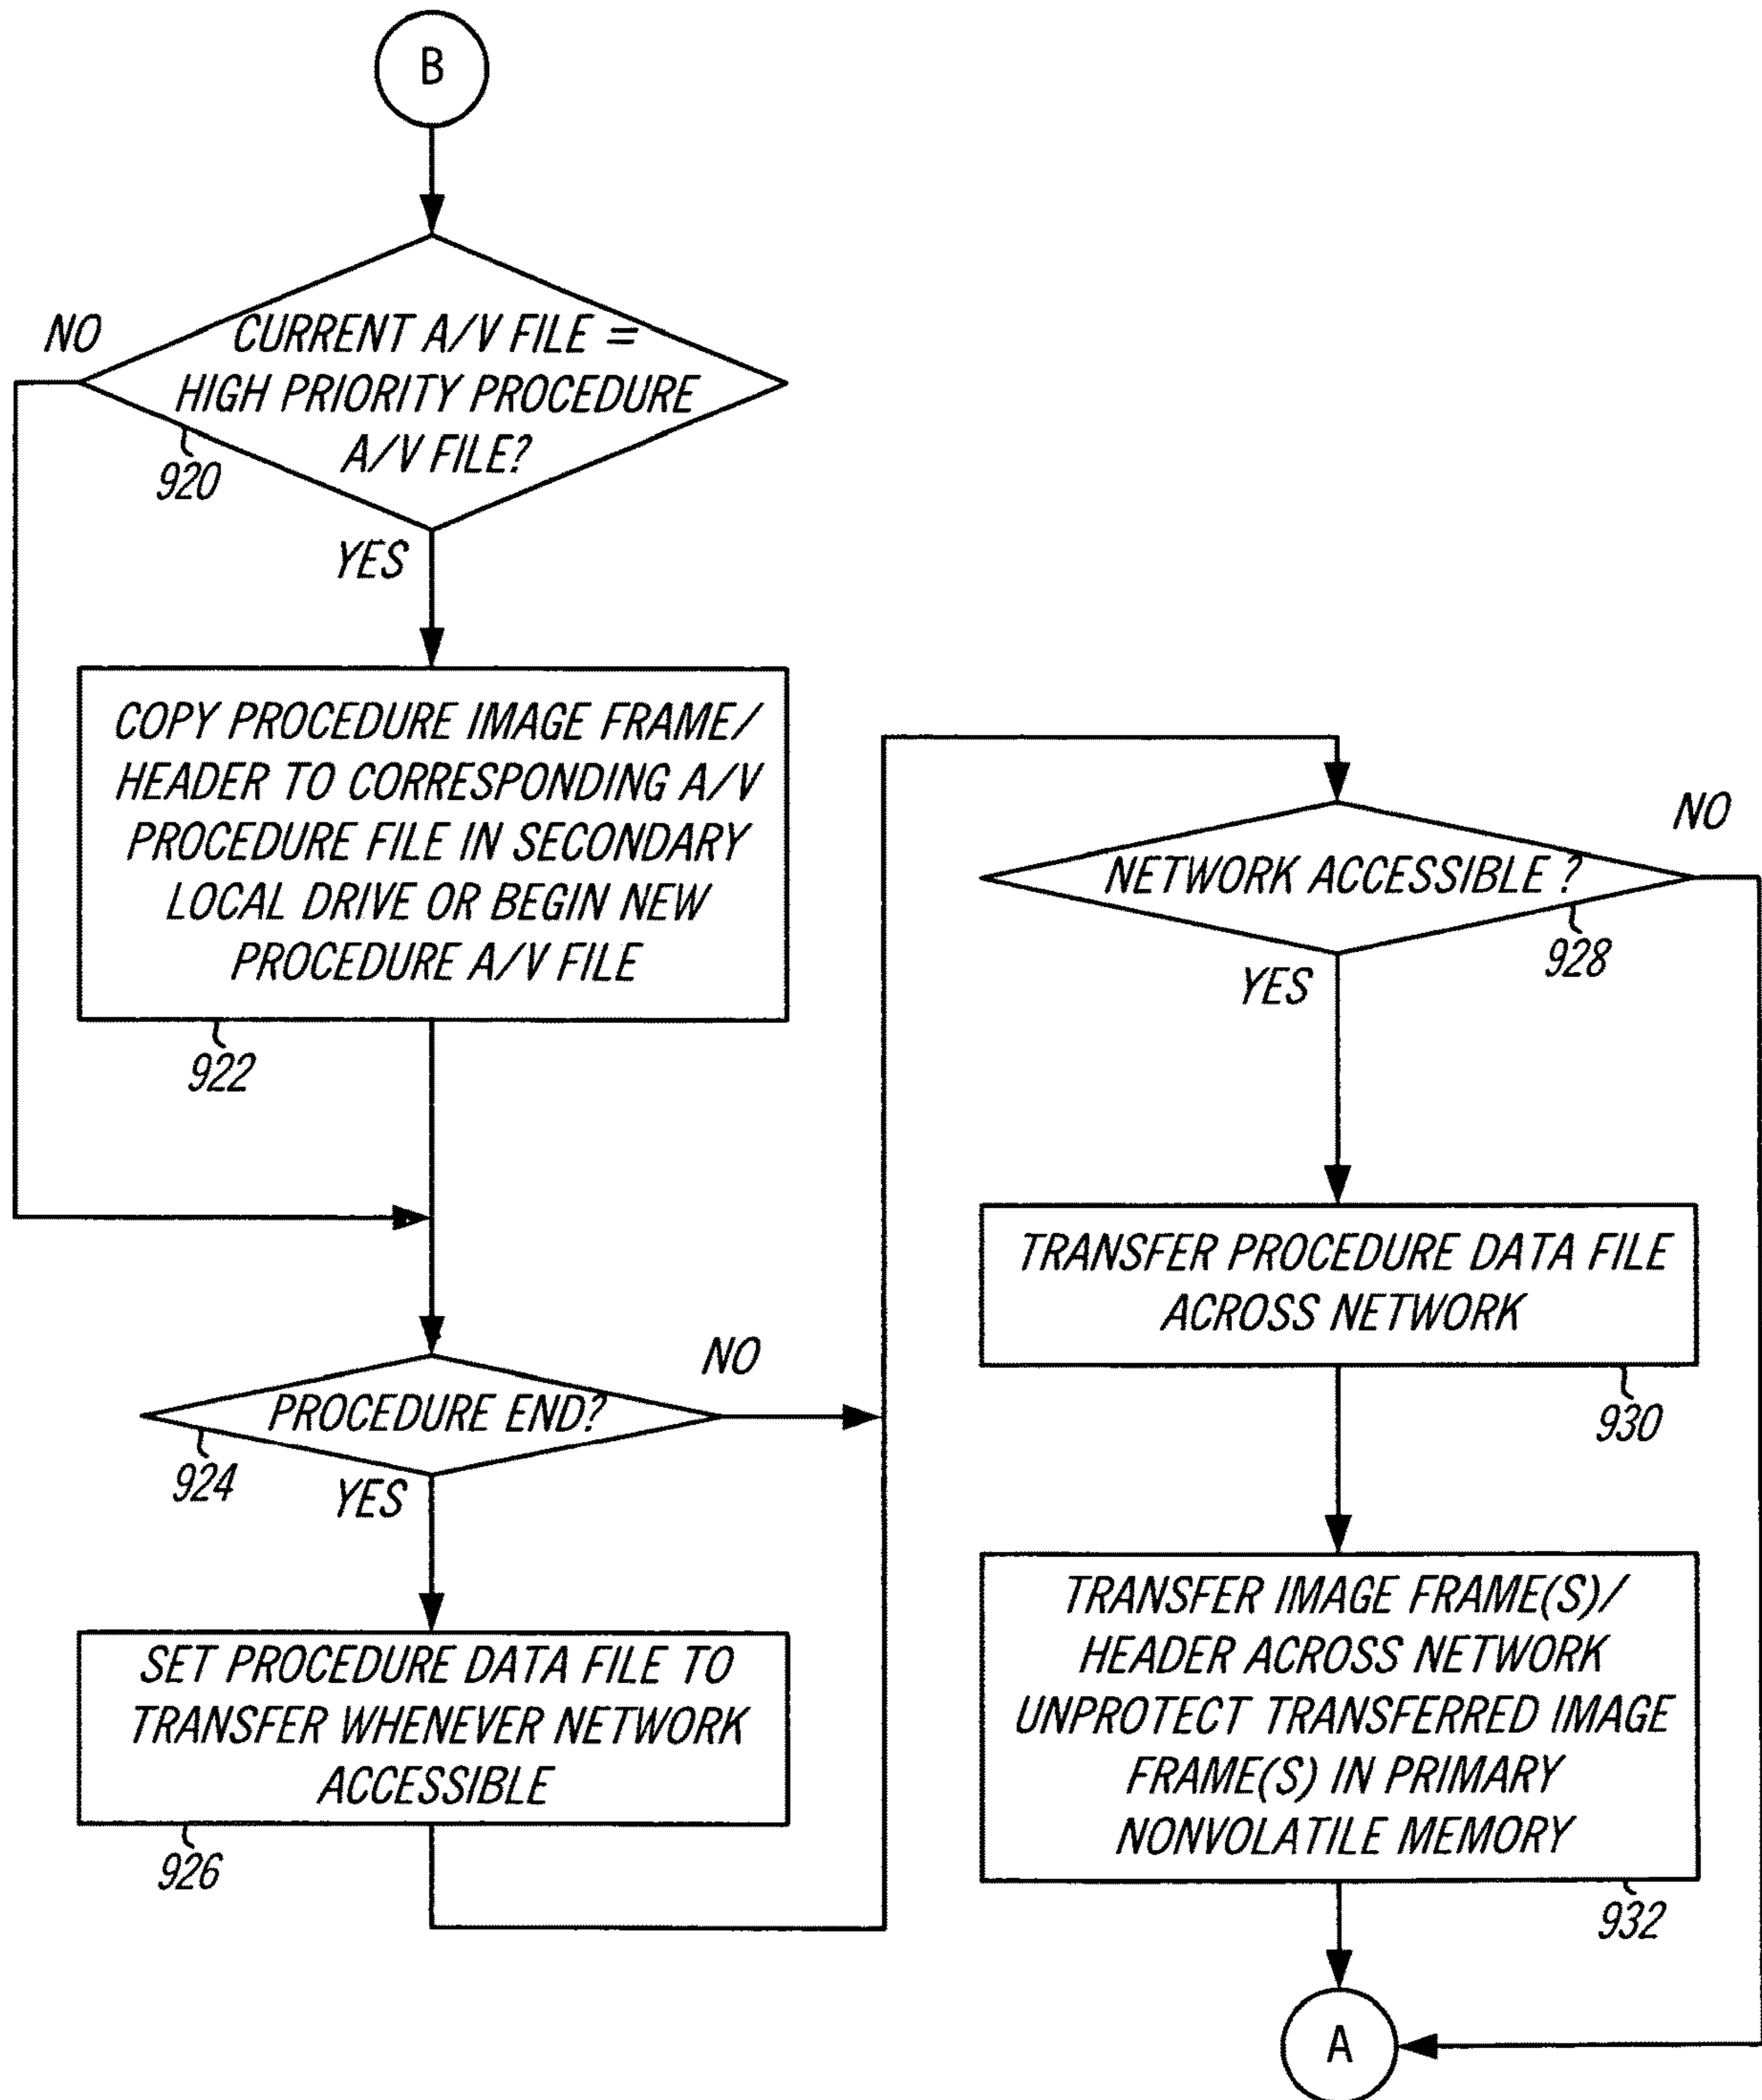 B
NO
CURRENT A/V FILE =
HIGH PRIORITY PROCEDURE
A/V FILE?
920
YES
COPY PROCEDURE IMAGE FRAME/
HEADER TO CORRESPONDING A/V
PROCEDURE FILE IN SECONDARY
LOCAL DRIVE OR BEGIN NEW
PROCEDURE A/V FILE
922
PROCEDURE END?
NO
924
YES
SET PROCEDURE DATA FILE TO
TRANSFER WHENEVER NETWORK
ACCESSIBLE
926
NO
NETWORK ACCESSIBLE ?
928
YES
TRANSFER PROCEDURE DATA FILE
ACROSS NETWORK
930
TRANSFER IMAGE FRAME(S)/
HEADER ACROSS NETWORK
UNPROTECT TRANSFERRED IMAGE
FRAME(S) IN PRIMARY
NONVOLATILE MEMORY
932
A